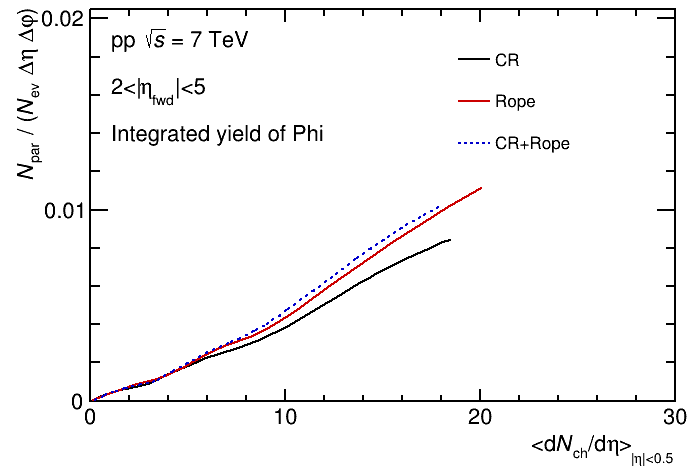 0.02
pp √s = 7 TeV
2<|η_fwd|<5
Integrated yield of Phi
CR
Rope
CR+Rope
N_par / (N_ev Δη Δφ)
0.01
0
0 10 20 30
<dN_ch/dη>_|η|<0.5